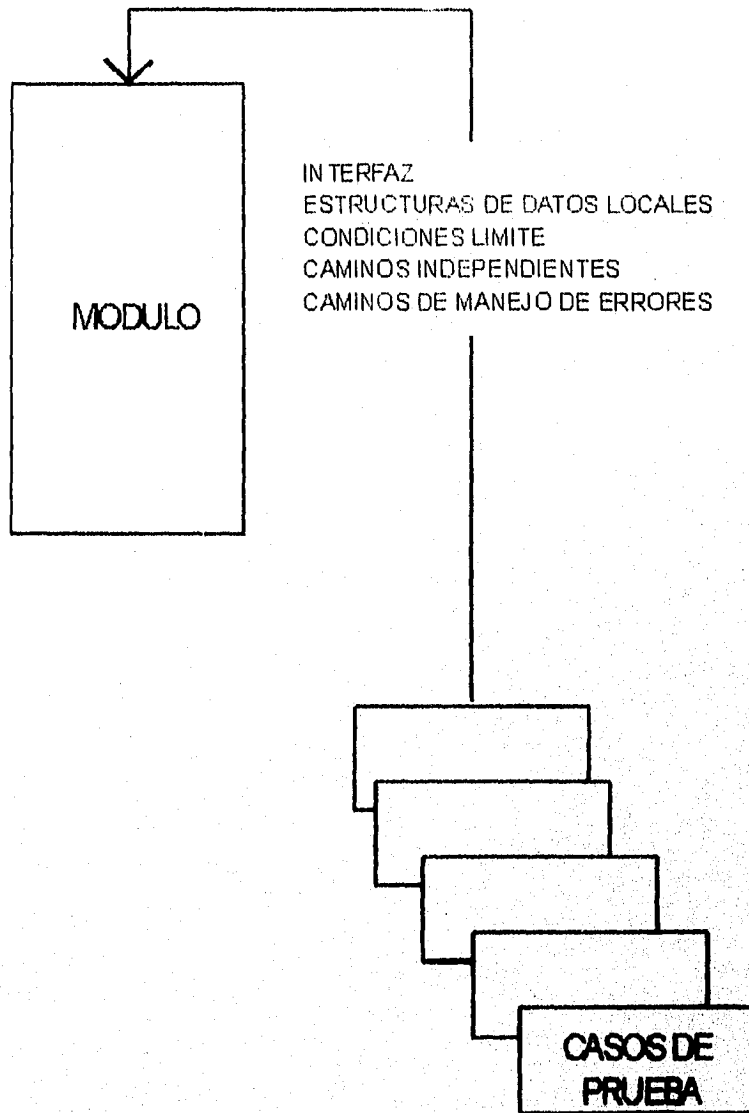 MODULO
INTERFAZ
ESTRUCTURAS DE DATOS LOCALES
CONDICIONES LIMITE
CAMINOS INDEPENDIENTES
CAMINOS DE MANEJO DE ERRORES
CASOS DE
PRUEBA